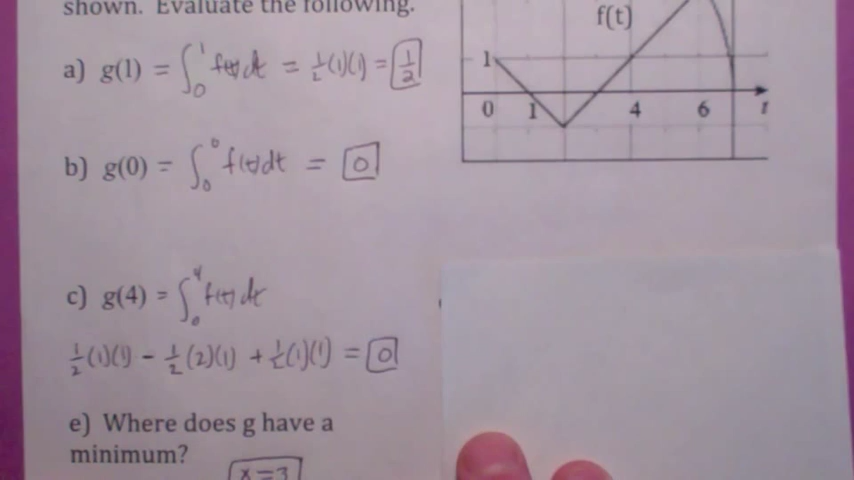 shown. Evaluate the following.
a) g(1) = ∫₀¹ f(t)dt = ½(1)(1) = 1/2
b) g(0) = ∫₀⁰ f(t)dt = 0
c) g(4) = ∫₀⁴ f(t)dt
½(1)(1) - ½(2)(1) + ½(1)(1) = 0
e) Where does g have a
minimum?
x=3
f(t)
1
0 1 4 6 t